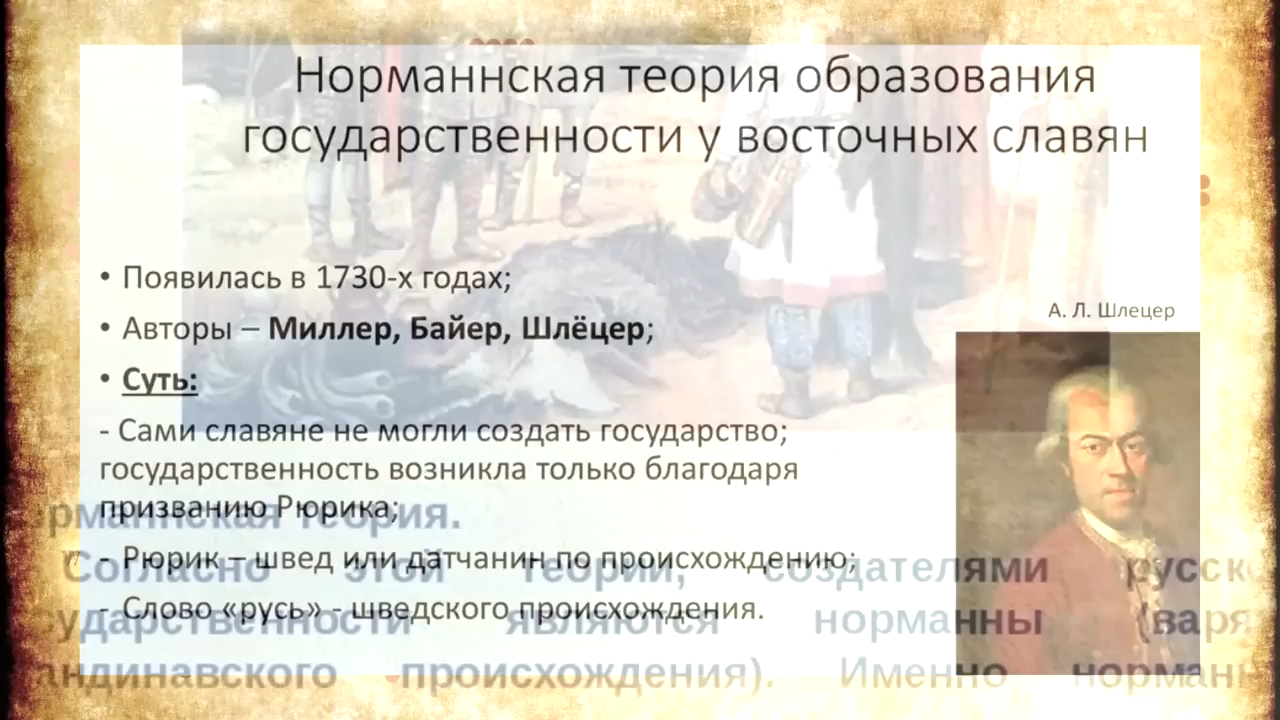 Норманнская теория образования
государственности у восточных славян
• Появилась в 1730-х годах;
• Авторы – Миллер, Байер, Шлёцер;
• Суть:
- Сами славяне не могли создать государство;
государственность возникла только благодаря
призванию Рюрика;
- Рюрик – швед или датчанин по происхождению;
- Слово «русь» - шведского происхождения.
А. Л. Шлецер
рманнская теория.
Согласно этой теории, создателями русск
сударственности являются норманны (варя
андинавского происхождения). Именно норманн